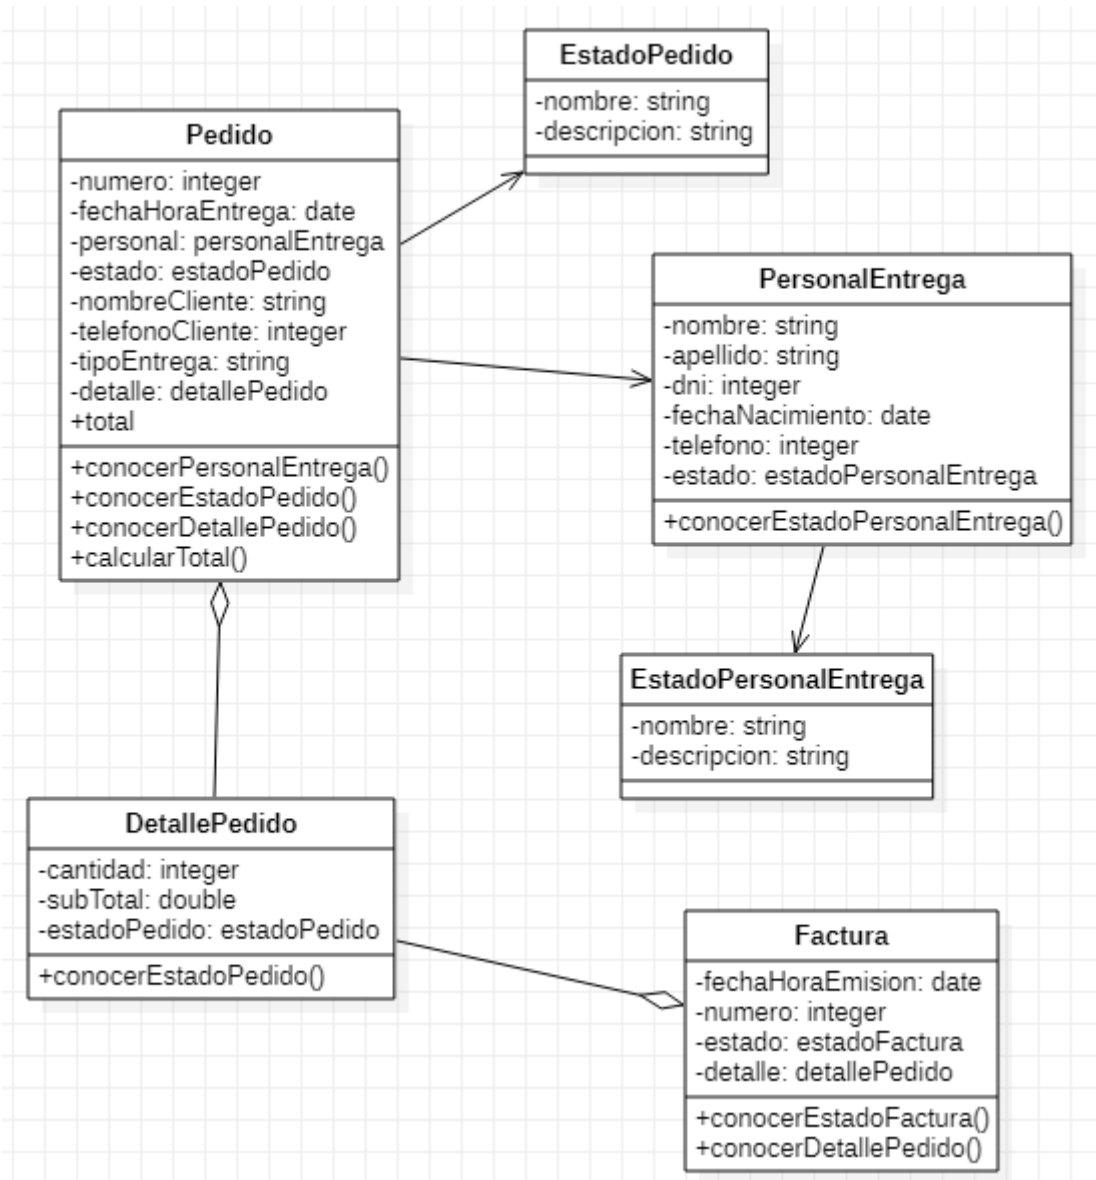 EstadoPedido
-nombre: string
-descripcion: string
Pedido
-numero: integer
-fechaHoraEntrega: date
-personal: personalEntrega
-estado: estadoPedido
-nombreCliente: string
-telefonoCliente: integer
-tipoEntrega: string
-detalle: detallePedido
+total
+conocerPersonalEntrega()
+conocerEstadoPedido()
+conocerDetallePedido()
+calcularTotal()
PersonalEntrega
-nombre: string
-apellido: string
-dni: integer
-fechaNacimiento: date
-telefono: integer
-estado: estadoPersonalEntrega
+conocerEstadoPersonalEntrega()
EstadoPersonalEntrega
-nombre: string
-descripcion: string
DetallePedido
-cantidad: integer
-subTotal: double
-estadoPedido: estadoPedido
+conocerEstadoPedido()
Factura
-fechaHoraEmision: date
-numero: integer
-estado: estadoFactura
-detalle: detallePedido
+conocerEstadoFactura()
+conocerDetallePedido()